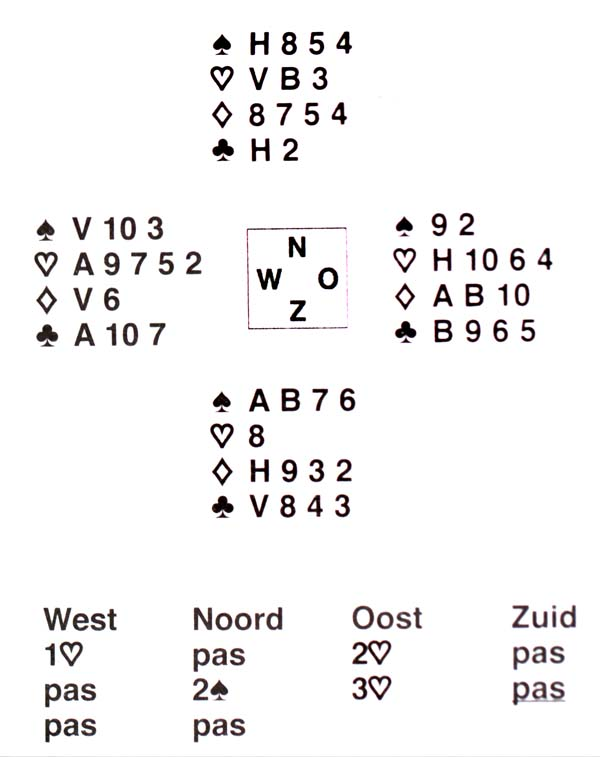 ♠ H 8 5 4
♡ V B 3
♢ 8 7 5 4
♣ H 2
♠ V 10 3
♡ A 9 7 5 2
♢ V 6
♣ A 10 7
N
W O
Z
♠ 9 2
♡ H 10 6 4
♢ A B 10
♣ B 9 6 5
♠ A B 7 6
♡ 8
♢ H 9 3 2
♣ V 8 4 3
West Noord Oost Zuid
1♡ pas 2♡ pas
pas 2♠ 3♡ pas
pas pas